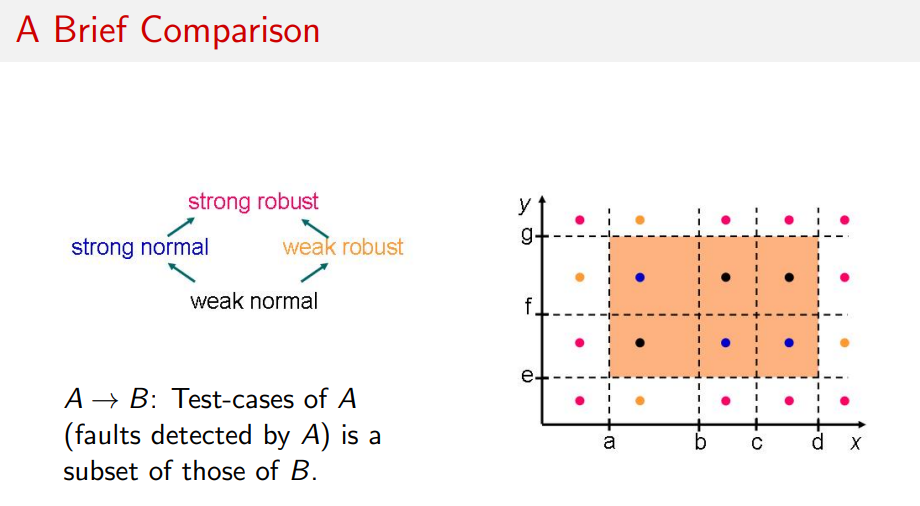 A Brief Comparison
strong robust
strong normal
weak robust
weak normal
A → B: Test-cases of A
(faults detected by A) is a
subset of those of B.
y
g
f
e
a
b
c
d
x